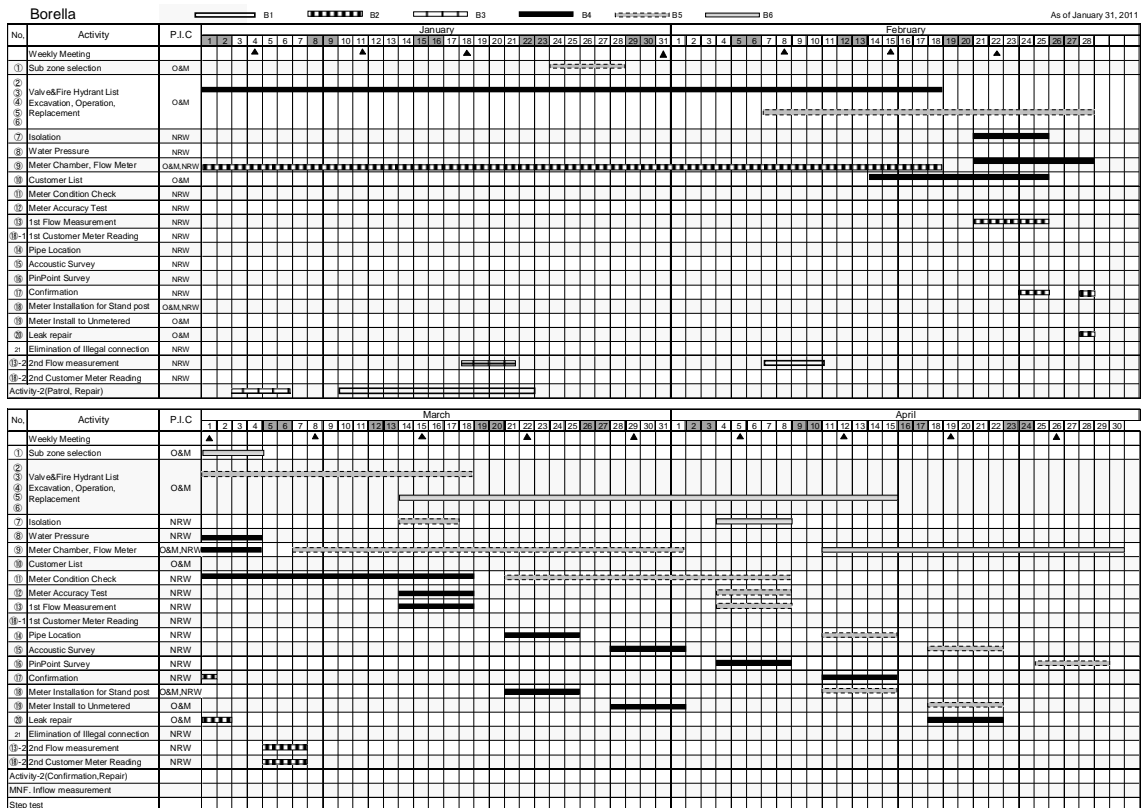 Borella B1 B2 B3 B4 B5 B6 As of January 31, 2011
No, Activity P.I.C January February
1 2 3 4 5 6 7 8 9 10 11 12 13 14 15 16 17 18 19 20 21 22 23 24 25 26 27 28 29 30 31 1 2 3 4 5 6 7 8 9 10 11 12 13 14 15 16 17 18 19 20 21 22 23 24 25 26 27 28
Weekly Meeting
① Sub zone selection O&M
②
③ Valve&Fire Hydrant List
④ Excavation, Operation, O&M
⑤ Replacement
⑥
⑦ Isolation NRW
⑧ Water Pressure NRW
⑨ Meter Chamber, Flow Meter O&M,NRW
⑩ Customer List O&M
⑪ Meter Condition Check NRW
⑫ Meter Accuracy Test NRW
⑬ 1st Flow Measurement NRW
⑱-1 1st Customer Meter Reading NRW
⑭ Pipe Location NRW
⑮ Accoustic Survey NRW
⑯ PinPoint Survey NRW
⑰ Confirmation NRW
⑱ Meter Installation for Stand post O&M,NRW
⑲ Meter Install to Unmetered O&M
⑳ Leak repair O&M
21 Elimination of Illegal connection NRW
⑬-2 2nd Flow measurement NRW
⑱-2 2nd Customer Meter Reading NRW
Activity-2(Patrol, Repair)
No, Activity P.I.C March April
1 2 3 4 5 6 7 8 9 10 11 12 13 14 15 16 17 18 19 20 21 22 23 24 25 26 27 28 29 30 31 1 2 3 4 5 6 7 8 9 10 11 12 13 14 15 16 17 18 19 20 21 22 23 24 25 26 27 28 29 30
Weekly Meeting
① Sub zone selection O&M
②
③ Valve&Fire Hydrant List
④ Excavation, Operation, O&M
⑤ Replacement
⑥
⑦ Isolation NRW
⑧ Water Pressure NRW
⑨ Meter Chamber, Flow Meter O&M,NRW
⑩ Customer List O&M
⑪ Meter Condition Check NRW
⑫ Meter Accuracy Test NRW
⑬ 1st Flow Measurement NRW
⑱-1 1st Customer Meter Reading NRW
⑭ Pipe Location NRW
⑮ Accoustic Survey NRW
⑯ PinPoint Survey NRW
⑰ Confirmation NRW
⑱ Meter Installation for Stand post O&M,NRW
⑲ Meter Install to Unmetered O&M
⑳ Leak repair O&M
21 Elimination of Illegal connection NRW
⑬-2 2nd Flow measurement NRW
⑱-2 2nd Customer Meter Reading NRW
Activity-2(Confirmation,Repair)
MNF. Inflow measurement
Step test